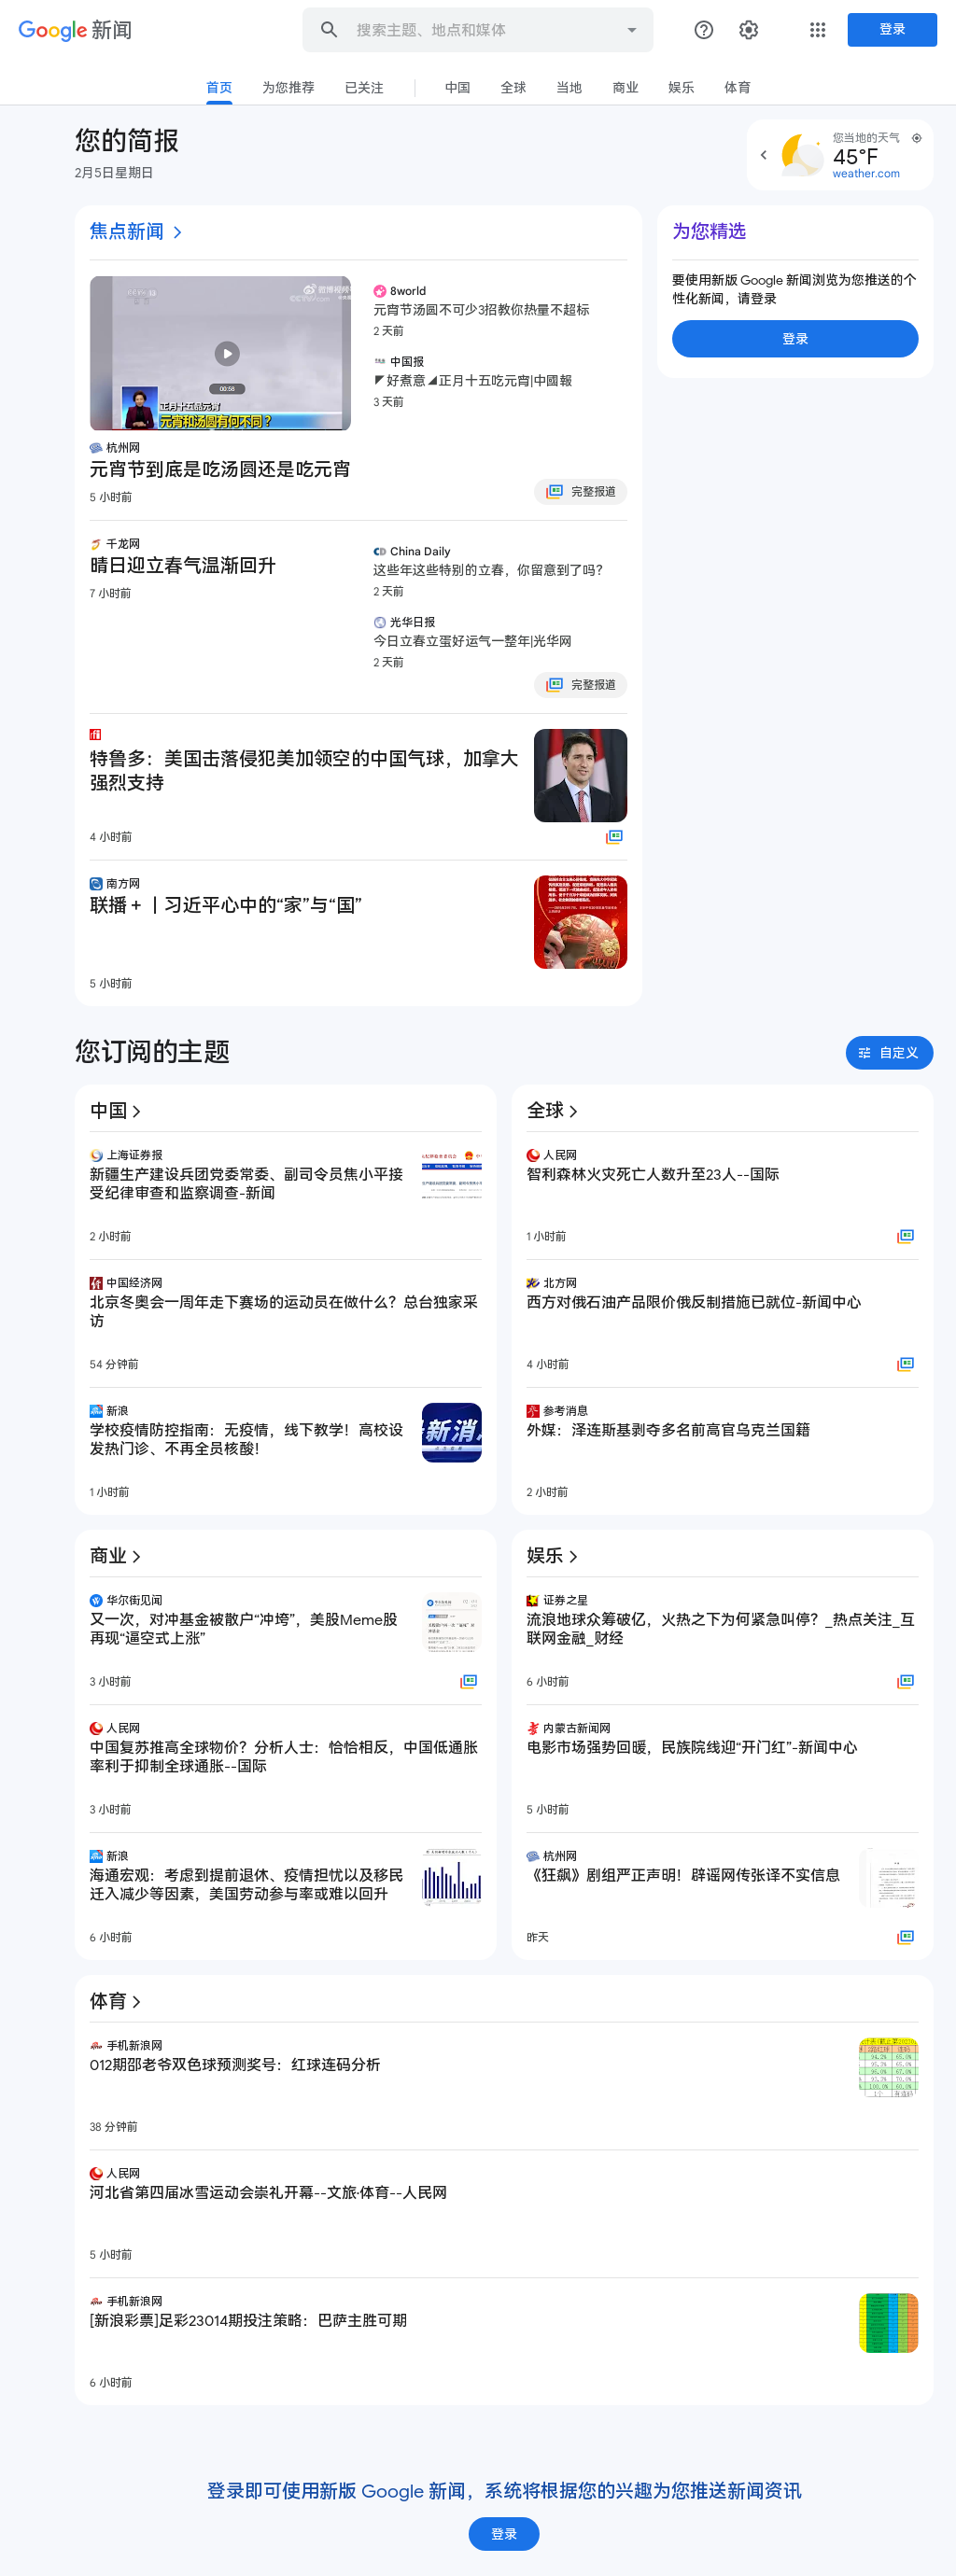 Google 新闻
搜索主题、地点和媒体
登录
首页
为您推荐
已关注
中国
全球
当地
商业
娱乐
体育
您的简报
2月5日星期日
您当地的天气
45°F
weather.com
焦点新闻
00:58
正月十五品元宵
元宵和汤圆有何不同？
杭州网
元宵节到底是吃汤圆还是吃元宵
5 小时前
8world
元宵节汤圆不可少3招教你热量不超标
2 天前
中国报
◤好煮意◢正月十五吃元宵|中國報
3 天前
完整报道
千龙网
晴日迎立春气温渐回升
7 小时前
China Daily
这些年这些特别的立春，你留意到了吗？
2 天前
光华日报
今日立春立蛋好运气一整年|光华网
2 天前
完整报道
特鲁多：美国击落侵犯美加领空的中国气球，加拿大
强烈支持
4 小时前
南方网
联播＋丨习近平心中的“家”与“国”
5 小时前
为您精选
要使用新版 Google 新闻浏览为您推送的个
性化新闻，请登录
登录
您订阅的主题
自定义
中国
上海证券报
新疆生产建设兵团党委常委、副司令员焦小平接
受纪律审查和监察调查-新闻
2 小时前
中国经济网
北京冬奥会一周年走下赛场的运动员在做什么？总台独家采
访
54 分钟前
新浪
学校疫情防控指南：无疫情，线下教学！高校设
发热门诊、不再全员核酸！
1 小时前
全球
人民网
智利森林火灾死亡人数升至23人--国际
1 小时前
北方网
西方对俄石油产品限价俄反制措施已就位-新闻中心
4 小时前
参考消息
外媒：泽连斯基剥夺多名前高官乌克兰国籍
2 小时前
商业
华尔街见闻
又一次，对冲基金被散户“冲垮”，美股Meme股
再现“逼空式上涨”
3 小时前
人民网
中国复苏推高全球物价？分析人士：恰恰相反，中国低通胀
率利于抑制全球通胀--国际
3 小时前
新浪
海通宏观：考虑到提前退休、疫情担忧以及移民
迁入减少等因素，美国劳动参与率或难以回升
6 小时前
娱乐
证券之星
流浪地球众筹破亿，火热之下为何紧急叫停？_热点关注_互
联网金融_财经
6 小时前
内蒙古新闻网
电影市场强势回暖，民族院线迎“开门红”-新闻中心
5 小时前
杭州网
《狂飙》剧组严正声明！辟谣网传张译不实信息
昨天
体育
手机新浪网
012期邵老爷双色球预测奖号：红球连码分析
38 分钟前
人民网
河北省第四届冰雪运动会崇礼开幕--文旅·体育--人民网
5 小时前
手机新浪网
[新浪彩票]足彩23014期投注策略：巴萨主胜可期
6 小时前
登录即可使用新版 Google 新闻，系统将根据您的兴趣为您推送新闻资讯
登录